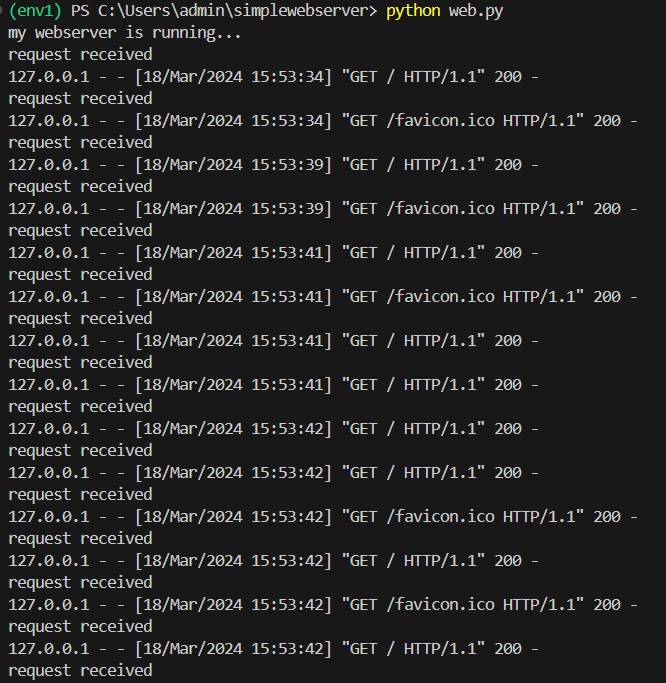 (env1) PS C:\Users\admin\simplewebserver> python web.py
my webserver is running...
request received
127.0.0.1 - - [18/Mar/2024 15:53:34] "GET / HTTP/1.1" 200 -
request received
127.0.0.1 - - [18/Mar/2024 15:53:34] "GET /favicon.ico HTTP/1.1" 200 -
request received
127.0.0.1 - - [18/Mar/2024 15:53:39] "GET / HTTP/1.1" 200 -
request received
127.0.0.1 - - [18/Mar/2024 15:53:39] "GET /favicon.ico HTTP/1.1" 200 -
request received
127.0.0.1 - - [18/Mar/2024 15:53:41] "GET / HTTP/1.1" 200 -
request received
127.0.0.1 - - [18/Mar/2024 15:53:41] "GET /favicon.ico HTTP/1.1" 200 -
request received
127.0.0.1 - - [18/Mar/2024 15:53:41] "GET / HTTP/1.1" 200 -
request received
127.0.0.1 - - [18/Mar/2024 15:53:41] "GET / HTTP/1.1" 200 -
request received
127.0.0.1 - - [18/Mar/2024 15:53:42] "GET / HTTP/1.1" 200 -
request received
127.0.0.1 - - [18/Mar/2024 15:53:42] "GET / HTTP/1.1" 200 -
request received
127.0.0.1 - - [18/Mar/2024 15:53:42] "GET /favicon.ico HTTP/1.1" 200 -
request received
127.0.0.1 - - [18/Mar/2024 15:53:42] "GET / HTTP/1.1" 200 -
request received
127.0.0.1 - - [18/Mar/2024 15:53:42] "GET /favicon.ico HTTP/1.1" 200 -
request received
127.0.0.1 - - [18/Mar/2024 15:53:42] "GET / HTTP/1.1" 200 -
request received